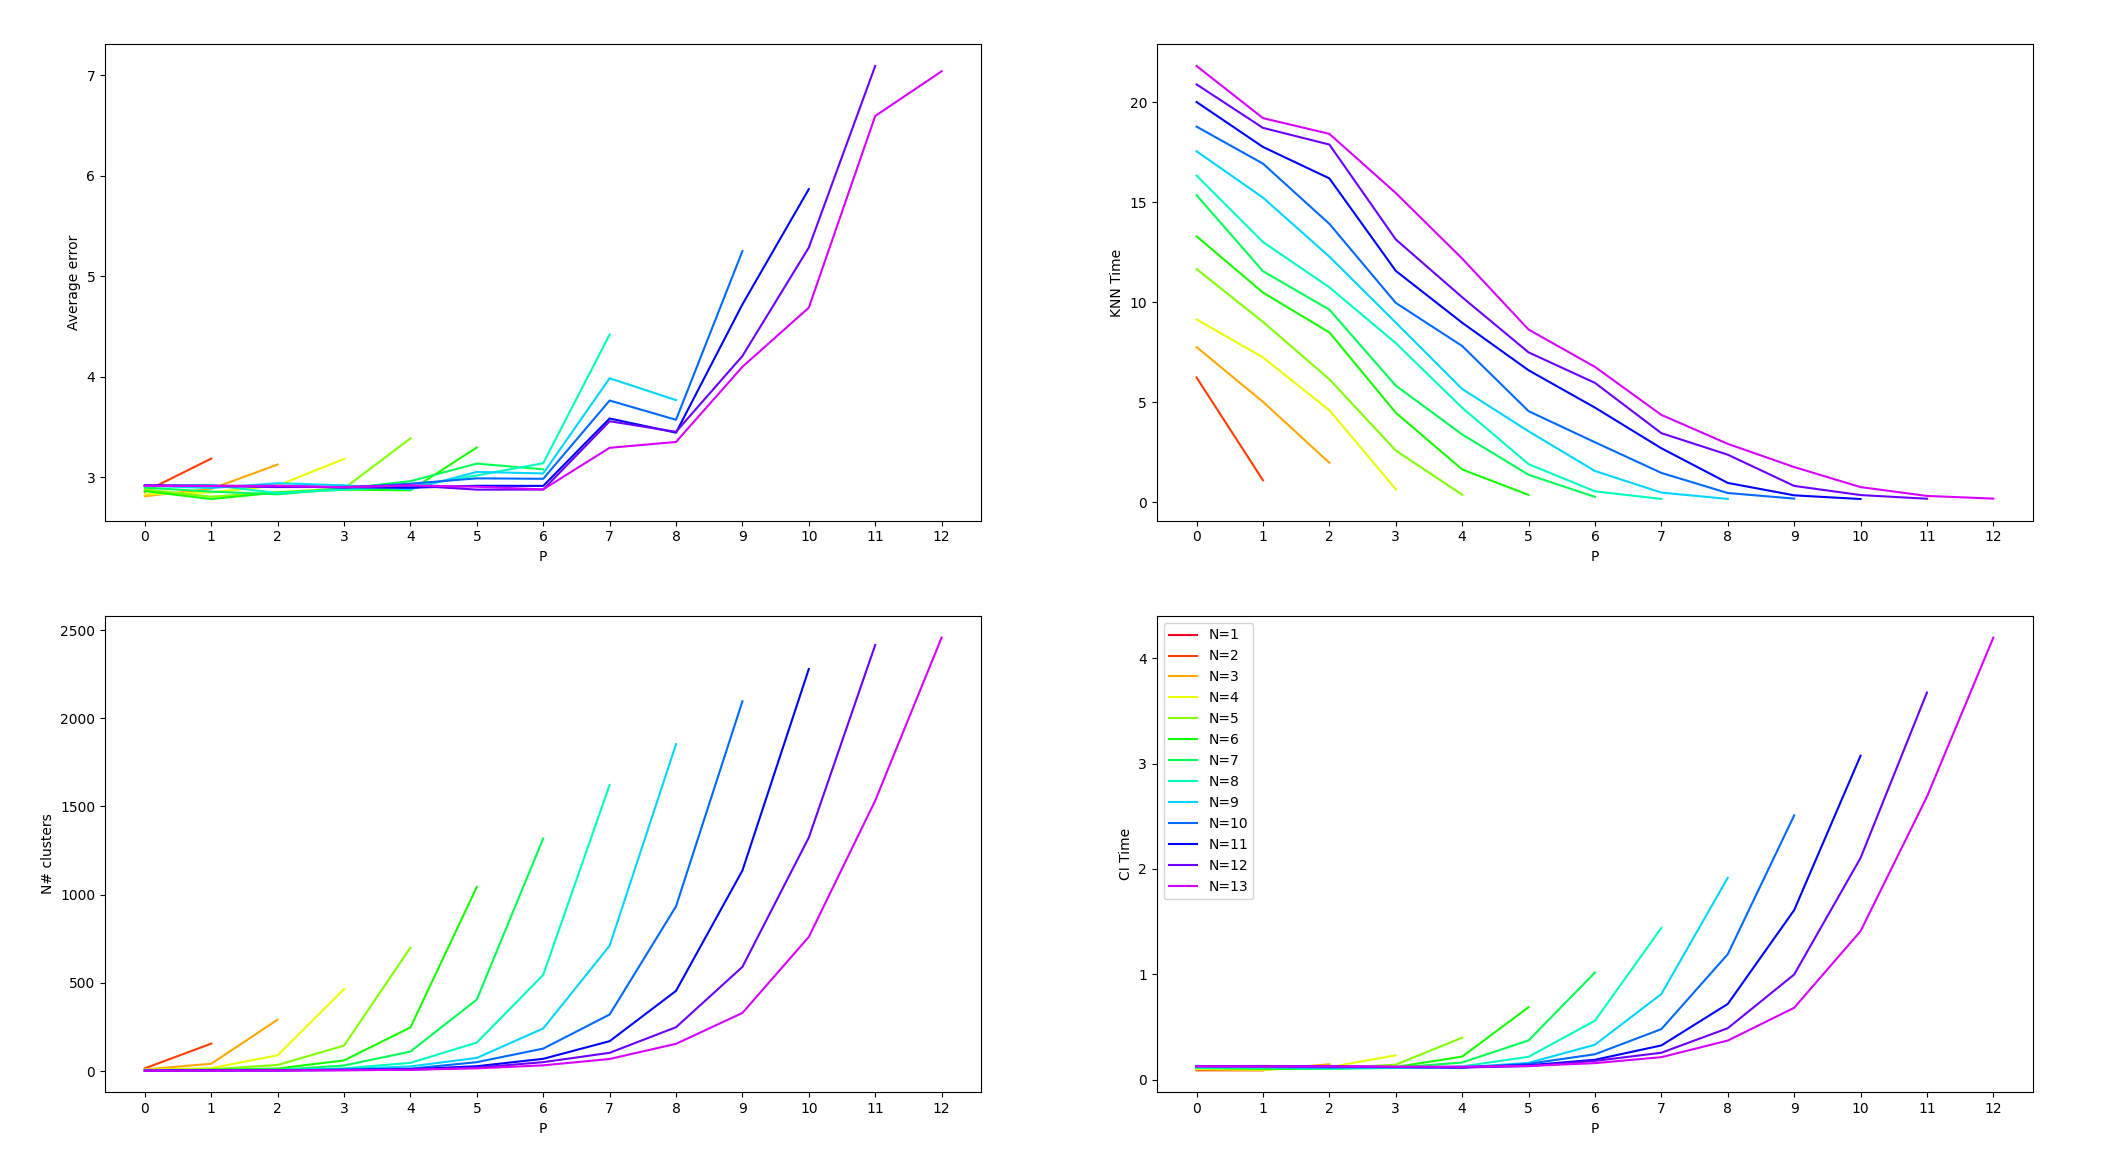 7
6
5
4
3
Average error
0 1 2 3 4 5 6 7 8 9 10 11 12
P
20
15
10
5
0
KNN Time
0 1 2 3 4 5 6 7 8 9 10 11 12
P
2500
2000
1500
1000
500
0
N# clusters
0 1 2 3 4 5 6 7 8 9 10 11 12
P
4
3
2
1
0
CI Time
N=1
N=2
N=3
N=4
N=5
N=6
N=7
N=8
N=9
N=10
N=11
N=12
N=13
0 1 2 3 4 5 6 7 8 9 10 11 12
P